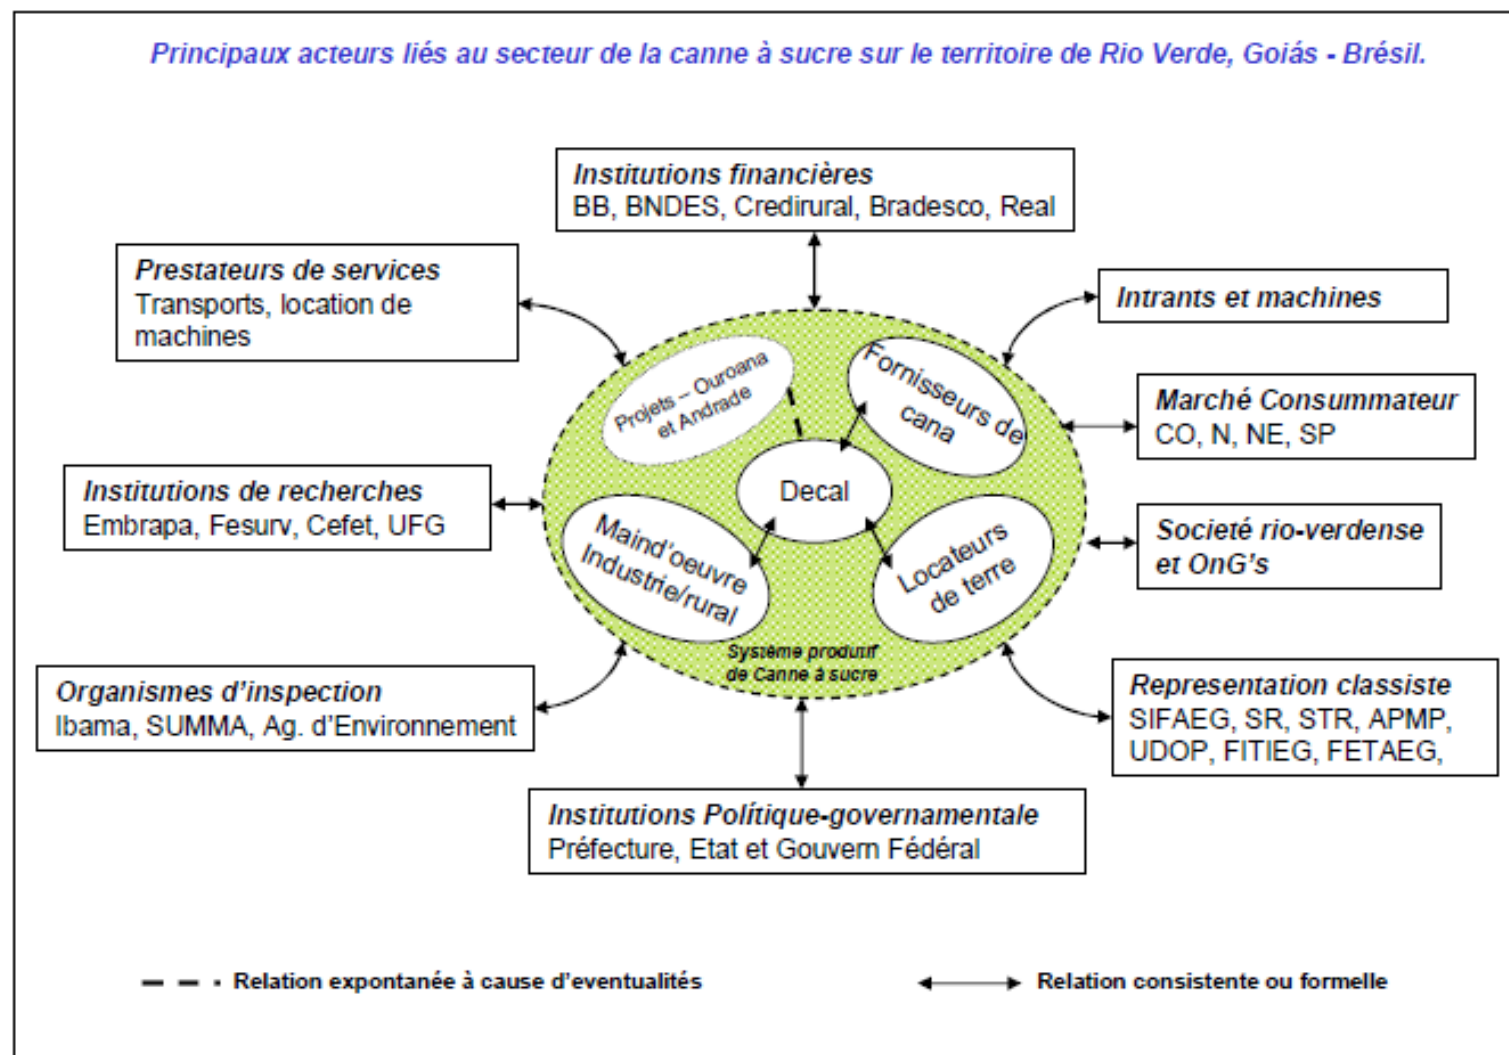 Principaux acteurs liés au secteur de la canne à sucre sur le territoire de Rio Verde, Goiás - Brésil.
Institutions financières
BB, BNDES, Credirural, Bradesco, Real
Prestateurs de services
Transports, location de
machines
Intrants et machines
Projets – Ouroana
et Andrade
Fornisseurs de
cana
Marché Consummateur
CO, N, NE, SP
Decal
Institutions de recherches
Embrapa, Fesurv, Cefet, UFG
Maind'oeuvre
Industrie/rural
Locateurs
de terre
Societé rio-verdense
et OnG's
Système produtif
de Canne à sucre
Organismes d'inspection
Ibama, SUMMA, Ag. d'Environnement
Representation classiste
SIFAEG, SR, STR, APMP,
UDOP, FITIEG, FETAEG,
Institutions Polítique-governamentale
Préfecture, Etat et Gouvern Fédéral
Relation expontanée à cause d'eventualités
Relation consistente ou formelle